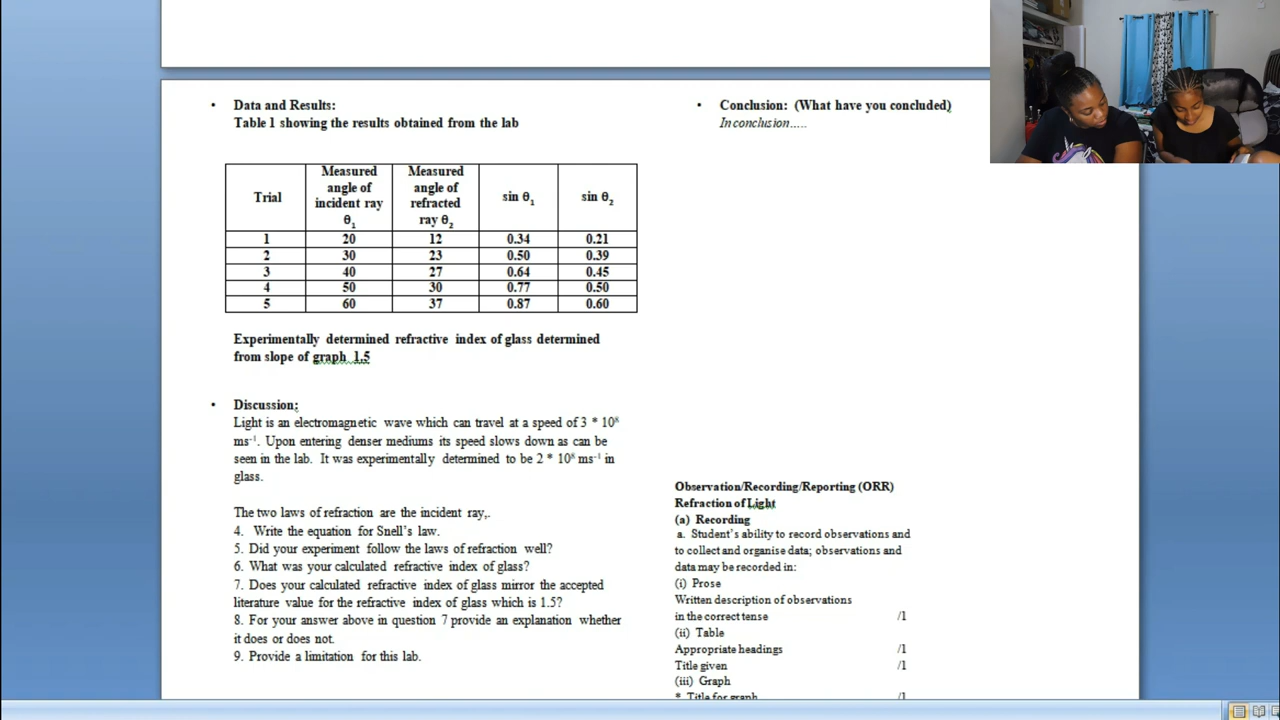 • Data and Results:
Table 1 showing the results obtained from the lab
Trial | Measured angle of incident ray θ₁ | Measured angle of refracted ray θ₂ | sin θ₁ | sin θ₂
1 | 20 | 12 | 0.34 | 0.21
2 | 30 | 23 | 0.50 | 0.39
3 | 40 | 27 | 0.64 | 0.45
4 | 50 | 30 | 0.77 | 0.50
5 | 60 | 37 | 0.87 | 0.60
Experimentally determined refractive index of glass determined
from slope of graph 1.5
• Discussion:
Light is an electromagnetic wave which can travel at a speed of 3 * 10⁸
ms⁻¹. Upon entering denser mediums its speed slows down as can be
seen in the lab. It was experimentally determined to be 2 * 10⁸ ms⁻¹ in
glass.
The two laws of refraction are the incident ray,.
4. Write the equation for Snell's law.
5. Did your experiment follow the laws of refraction well?
6. What was your calculated refractive index of glass?
7. Does your calculated refractive index of glass mirror the accepted
literature value for the refractive index of glass which is 1.5?
8. For your answer above in question 7 provide an explanation whether
it does or does not.
9. Provide a limitation for this lab.
• Conclusion: (What have you concluded)
In conclusion.....
Observation/Recording/Reporting (ORR)
Refraction of Light
(a) Recording
a. Student's ability to record observations and
to collect and organise data; observations and
data may be recorded in:
(i) Prose
Written description of observations
in the correct tense /1
(ii) Table
Appropriate headings /1
Title given /1
(iii) Graph
* Title for graph /1